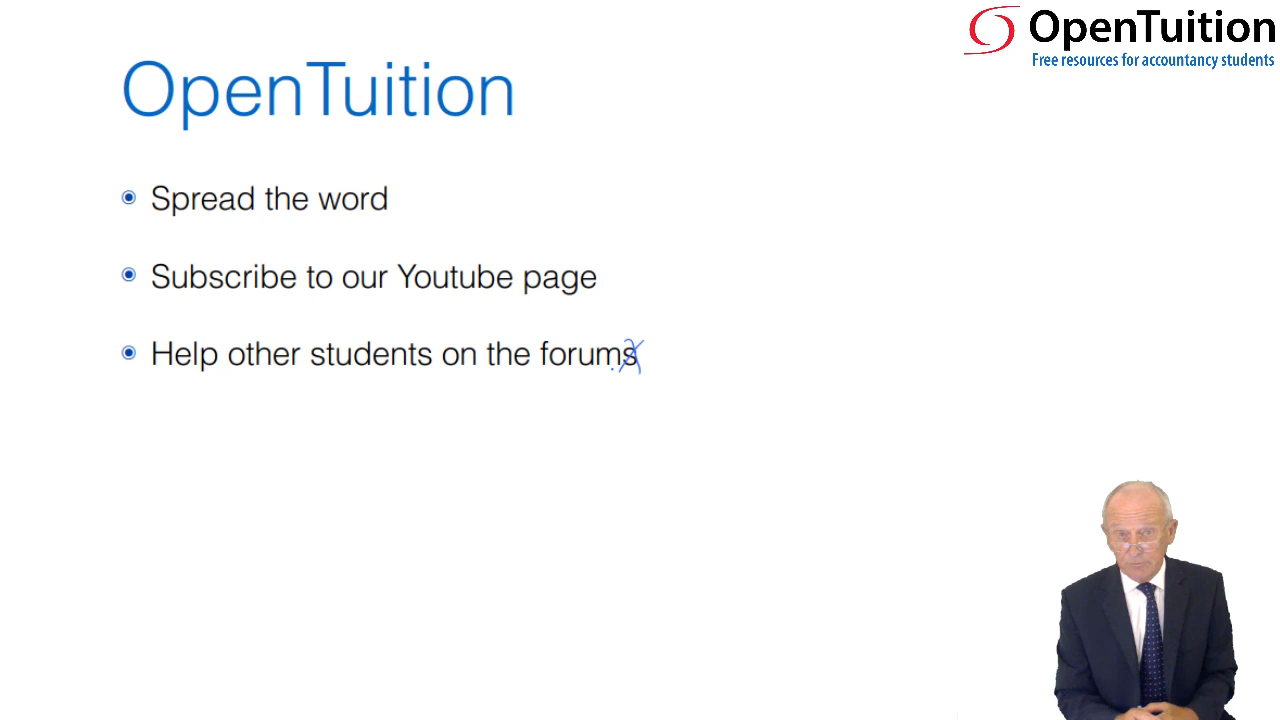 OpenTuition
Free resources for accountancy students
OpenTuition
Spread the word
Subscribe to our Youtube page
Help other students on the forums